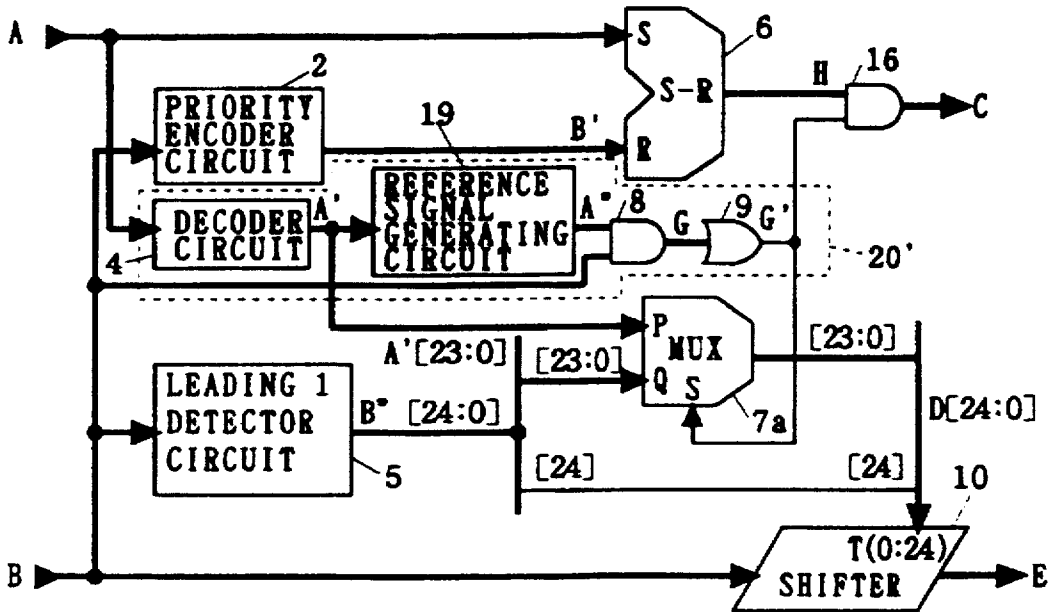 A
S
6
16
2
H
PRIORITY
ENCODER
CIRCUIT
S-R
C
19
B'
R
REFERENCE
SIGNAL
GENERATING
CIRCUIT
A'
DECODER
CIRCUIT
4
A"
8
G
9
G'
20'
P
MUX
[23:0]
A'[23:0]
[23:0]
Q
S
7a
LEADING 1
DETECTOR
CIRCUIT
B" [24:0]
D[24:0]
5
[24]
[24]
10
B
T(0:24)
SHIFTER
E